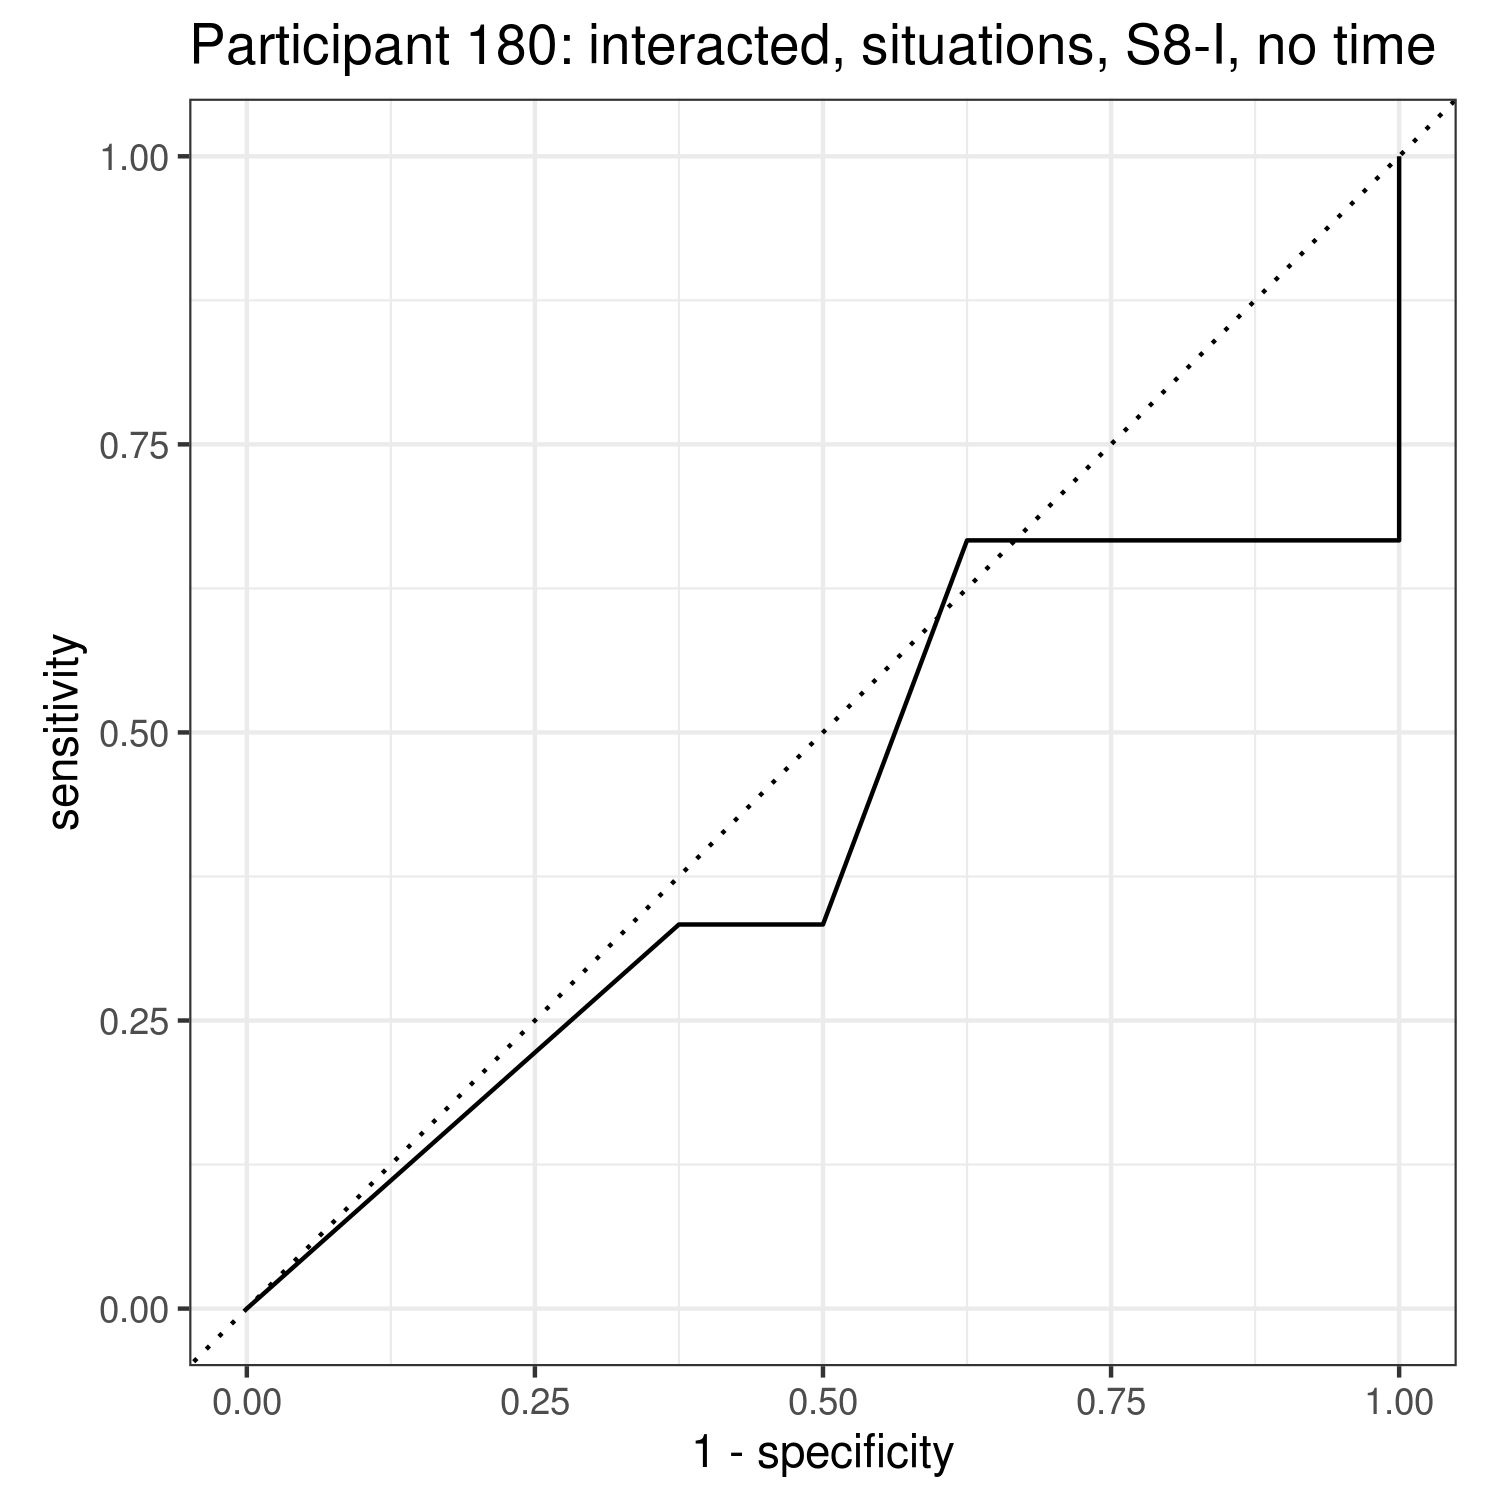 Participant 180: interacted, situations, S8-I, no time
1.00
0.75
0.50
0.25
0.00
sensitivity
0.00 0.25 0.50 0.75 1.00
1 - specificity